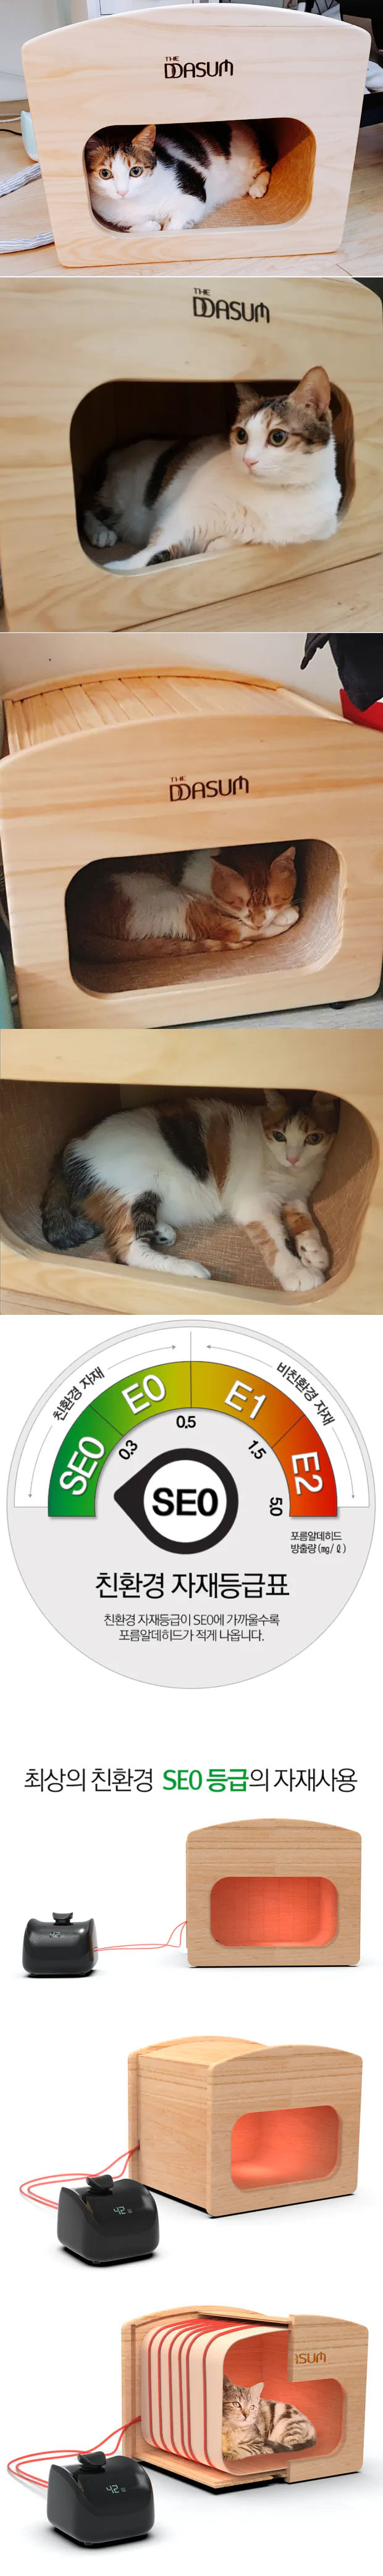 THE
DDASUM
THE
DDASUM
THE
DDASUM
친환경 자재
비친환경 자재
SE0
E0
E1
E2
0.3
0.5
1.5
5.0
SE0
포름알데히드
방출량 (mg/ℓ)
친환경 자재등급표
친환경 자재등급이 SE0에 가까울수록
포름알데히드가 적게 나옵니다.
최상의 친환경 SE0 등급의 자재사용
42
ASUM
42